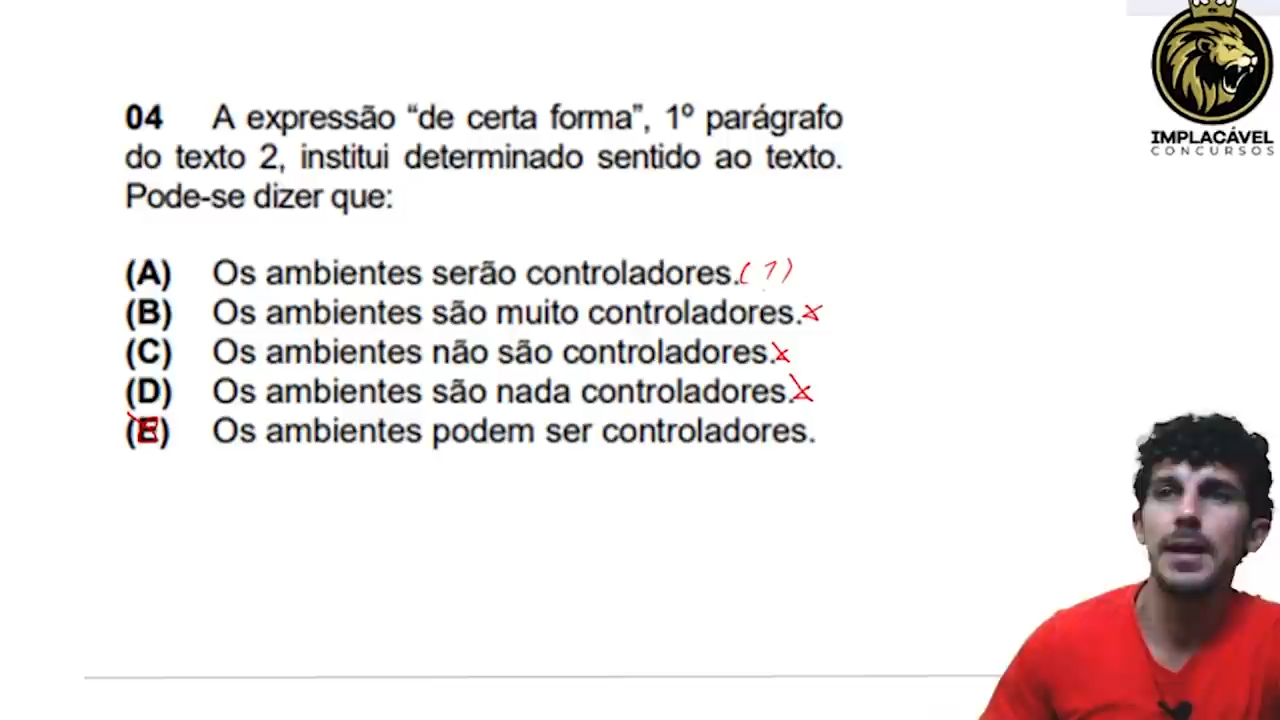 IMPLACÁVEL
CONCURSOS
04 A expressão “de certa forma”, 1º parágrafo
do texto 2, institui determinado sentido ao texto.
Pode-se dizer que:
(A) Os ambientes serão controladores. (?)
(B) Os ambientes são muito controladores. x
(C) Os ambientes não são controladores. x
(D) Os ambientes são nada controladores. x
(E) Os ambientes podem ser controladores.